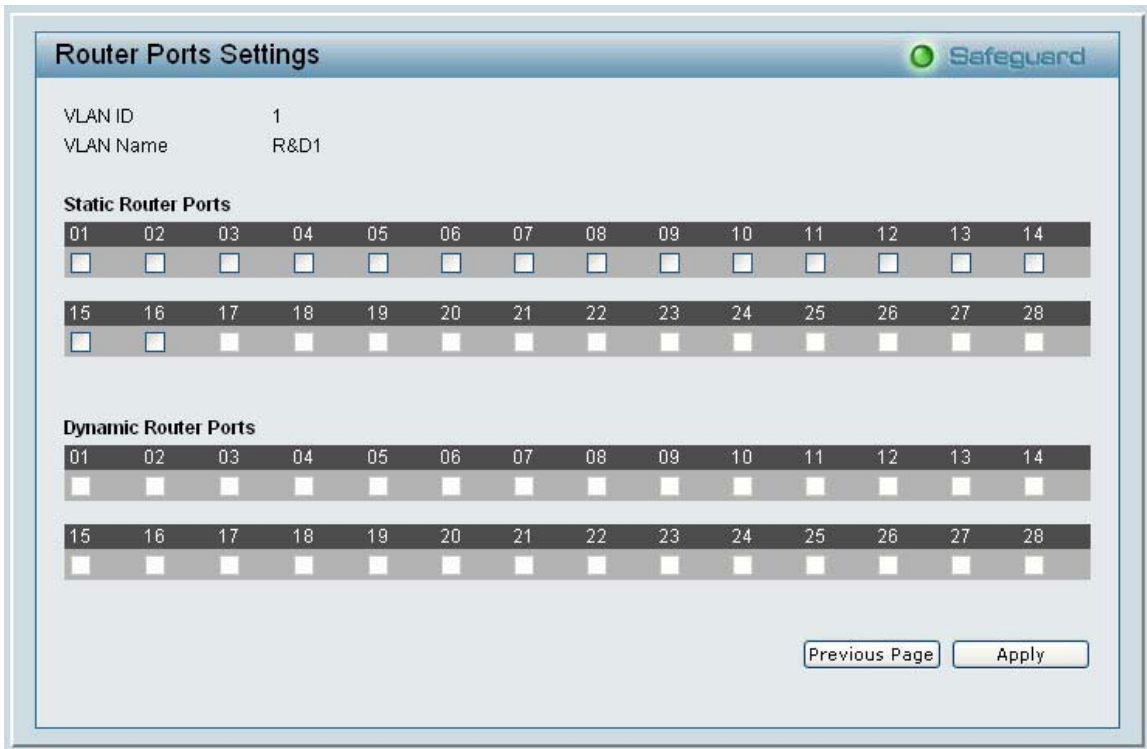 Router Ports Settings Safeguard
VLAN ID 1
VLAN Name R&D1
Static Router Ports
01 02 03 04 05 06 07 08 09 10 11 12 13 14
15 16 17 18 19 20 21 22 23 24 25 26 27 28
Dynamic Router Ports
01 02 03 04 05 06 07 08 09 10 11 12 13 14
15 16 17 18 19 20 21 22 23 24 25 26 27 28
Previous Page Apply